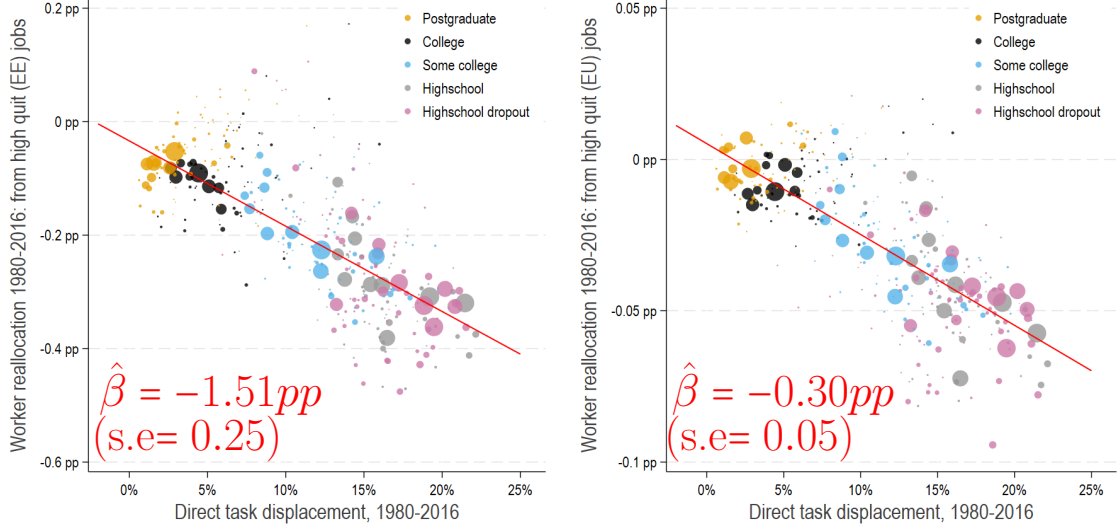 Worker reallocation 1980-2016: from high quit (EE) jobs
0.2 pp
0 pp
-0.2 pp
-0.4 pp
-0.6 pp
Postgraduate
College
Some college
Highschool
Highschool dropout
β̂ = −1.51pp
(s.e= 0.25)
0% 5% 10% 15% 20% 25%
Direct task displacement, 1980-2016
Worker reallocation 1980-2016: from high quit (EU) jobs
0.05 pp
0 pp
-0.05 pp
-0.1 pp
Postgraduate
College
Some college
Highschool
Highschool dropout
β̂ = −0.30pp
(s.e= 0.05)
0% 5% 10% 15% 20% 25%
Direct task displacement, 1980-2016